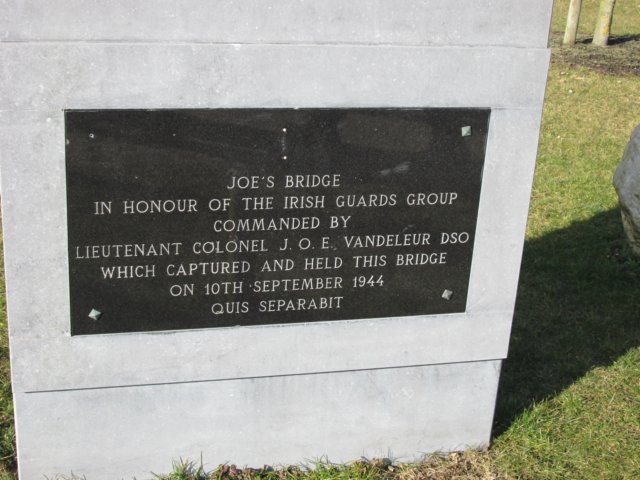 JOE'S BRIDGE
IN HONOUR OF THE IRISH GUARDS GROUP
COMMANDED BY
LIEUTENANT COLONEL J. O. E. VANDELEUR DSO
WHICH CAPTURED AND HELD THIS BRIDGE
ON 10TH SEPTEMBER 1944
QUIS SEPARABIT